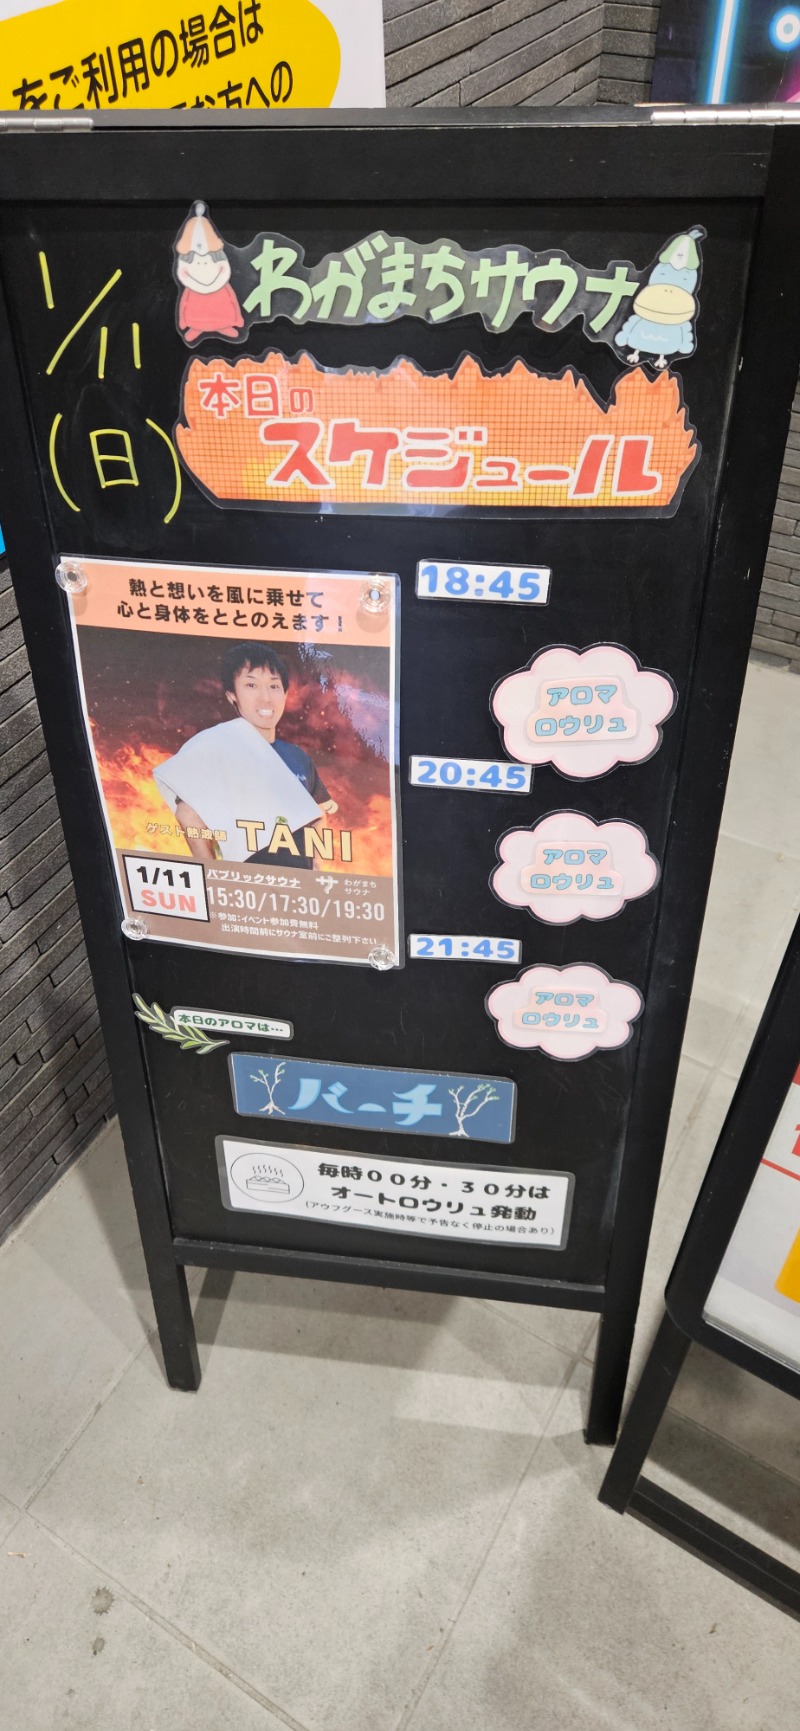 をご利用の場合は
方への
1/11
(日)
わがまちサウナ
本日の
スケジュール
熱と想いを風に乗せて
心と身体をととのえます！
ゲスト熱波師 TANI
1/11
SUN
パブリックサウナ
サ わがまち
サウナ
15:30/17:30/19:30
※参加:イベント参加費無料
出演時間前にサウナ室前にご整列下さい
18:45
アロマ
ロウリュ
20:45
アロマ
ロウリュ
21:45
アロマ
ロウリュ
本日のアロマは…
バーチ
毎時００分・３０分は
オートロウリュ発動
(アウフグース実施時等で予告なく停止の場合あり)